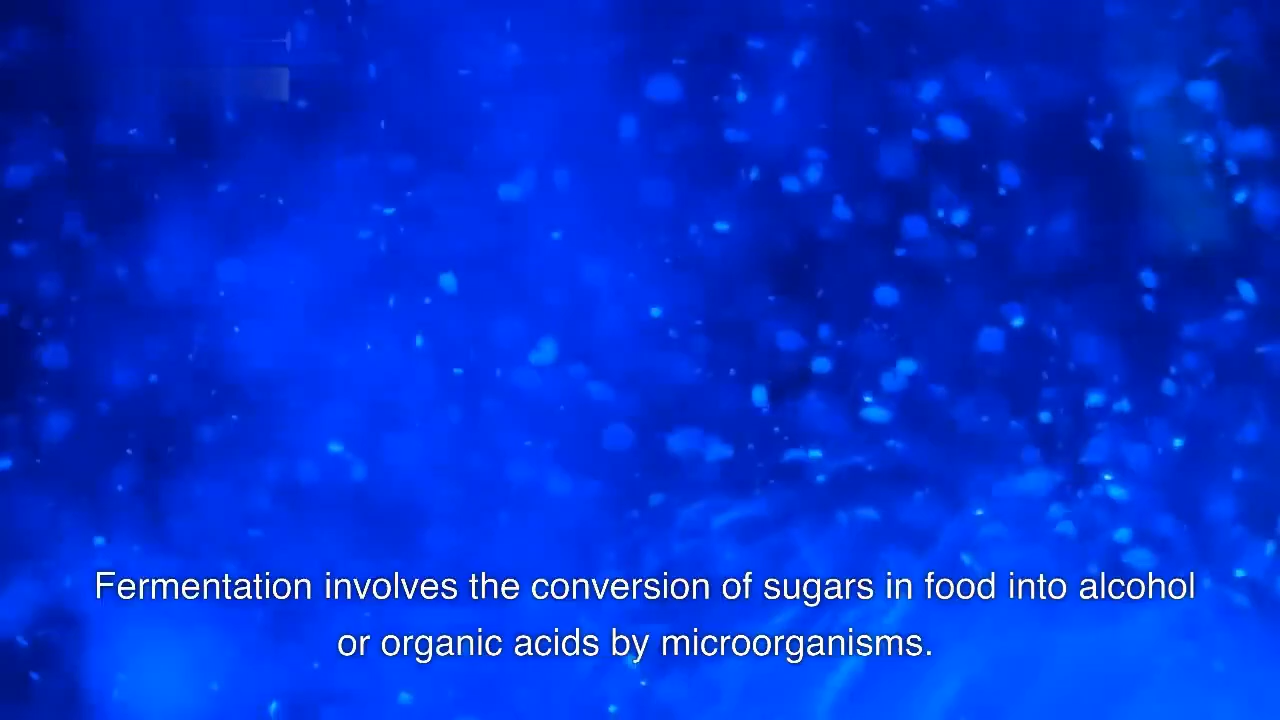 Fermentation involves the conversion of sugars in food into alcohol
or organic acids by microorganisms.